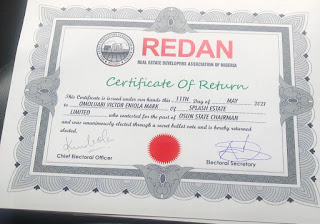 REDAN
REAL ESTATE DEVELOPERS ASSOCIATION OF NIGERIA
Certificate Of Return
This Certificate is issued under our hands this 11TH Day of MAY 2021
to OMOLUABI VICTOR ENIOLA MARK Of SPLASH ESTATE
LIMITED who contested for the post of OSUN STATE CHAIRMAN
and was unanimously elected through a secret ballot vote and is hereby returned
elected.
Chief Electoral Officer
Electoral Secretary